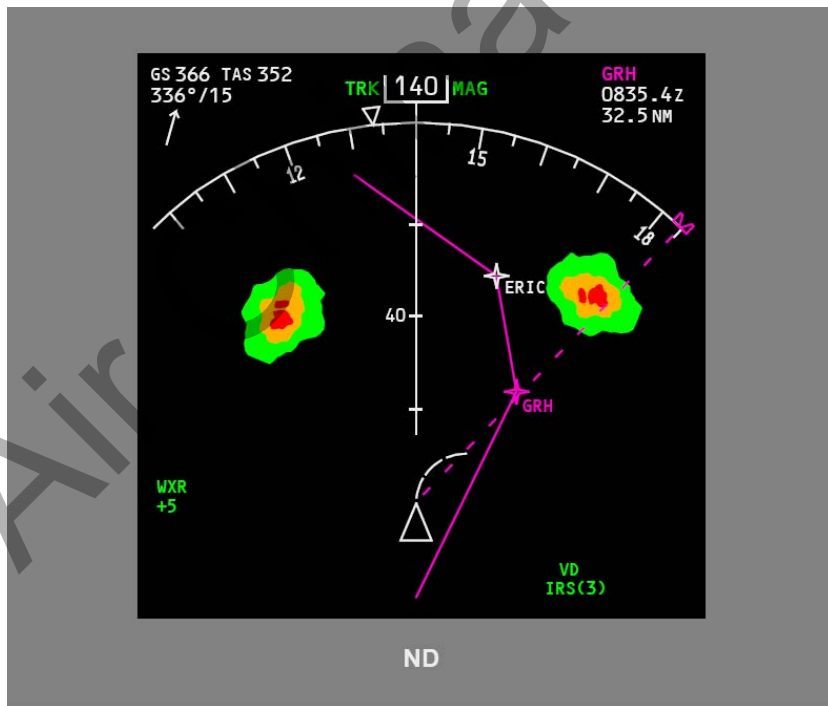 GS 366 TAS 352
336°/15
TRK 140 MAG
GRH
0835.4Z
32.5 NM
12
15
18
M
ERIC
40
GRH
WXR
+5
VD
IRS(3)
ND